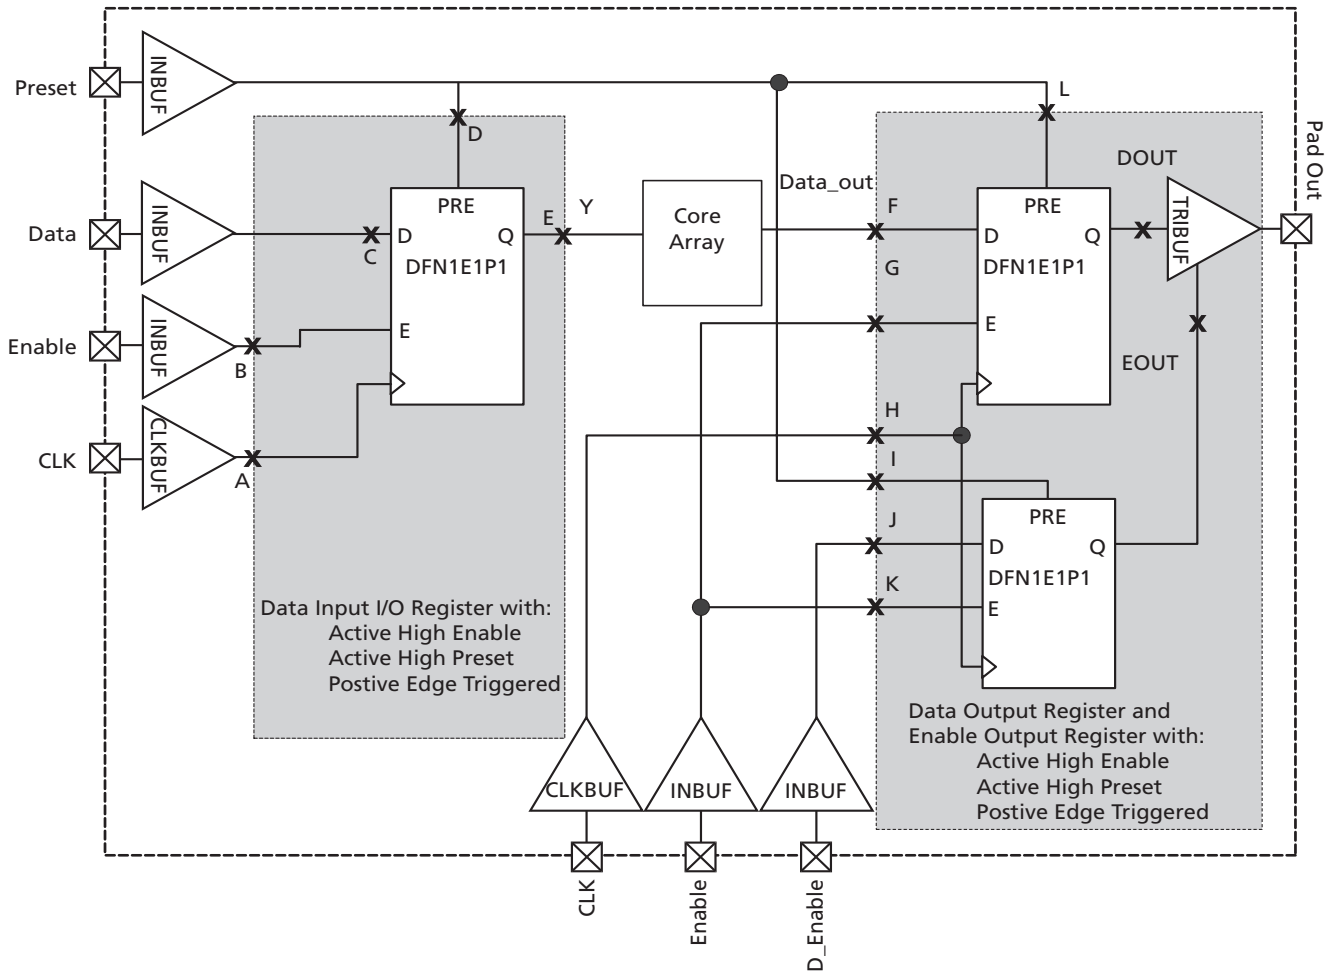 Preset
INBUF
D
L
Data
INBUF
C
PRE
D
Q
DFN1E1P1
E
E
Y
Core
Array
Data_out
F
G
PRE
D
Q
DFN1E1P1
E
DOUT
TRIBUF
Pad Out
EOUT
Enable
INBUF
B
CLK
CLKBUF
A
H
I
J
K
PRE
D
Q
DFN1E1P1
E
Data Input I/O Register with:
Active High Enable
Active High Preset
Postive Edge Triggered
Data Output Register and
Enable Output Register with:
Active High Enable
Active High Preset
Postive Edge Triggered
CLKBUF
INBUF
INBUF
CLK
Enable
D_Enable